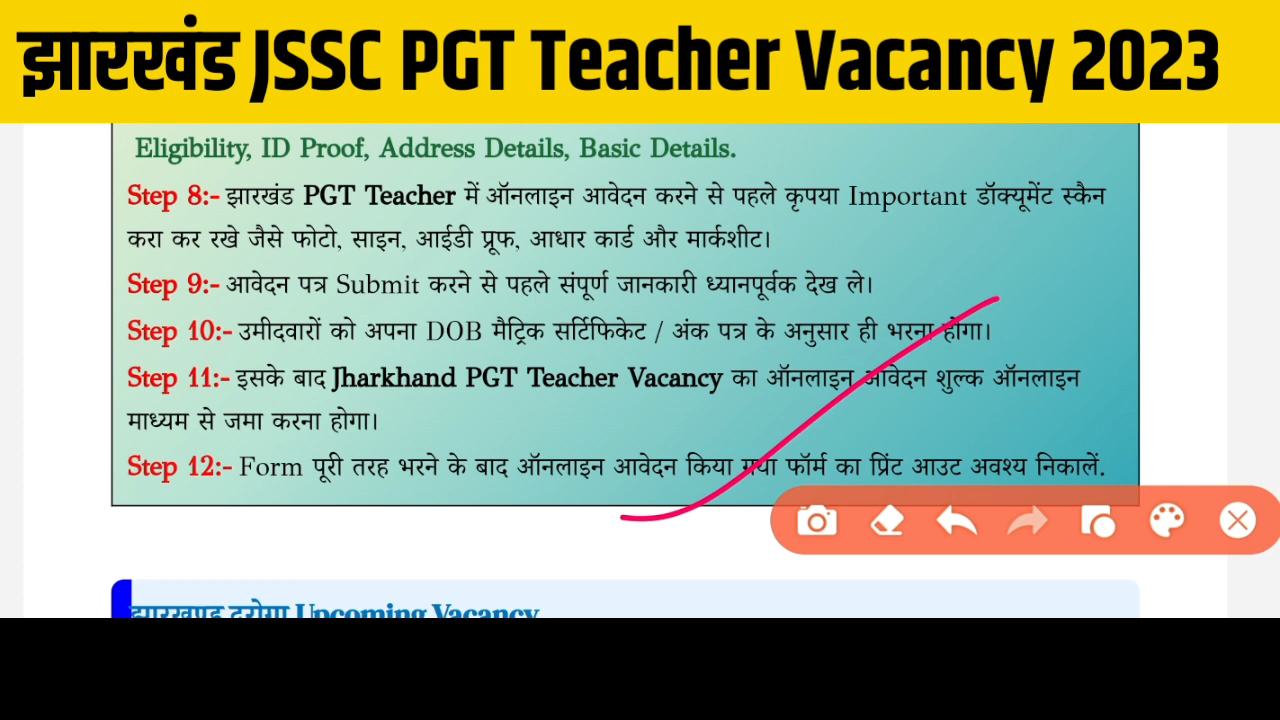 झारखंड JSSC PGT Teacher Vacancy 2023
Eligibility, ID Proof, Address Details, Basic Details.
Step 8:- झारखंड PGT Teacher में ऑनलाइन आवेदन करने से पहले कृपया Important डॉक्यूमेंट स्कैन
करा कर रखे जैसे फोटो, साइन, आईडी प्रूफ, आधार कार्ड और मार्कशीट।
Step 9:- आवेदन पत्र Submit करने से पहले संपूर्ण जानकारी ध्यानपूर्वक देख ले।
Step 10:- उमीदवारों को अपना DOB मैट्रिक सर्टिफिकेट / अंक पत्र के अनुसार ही भरना होगा।
Step 11:- इसके बाद Jharkhand PGT Teacher Vacancy का ऑनलाइन आवेदन शुल्क ऑनलाइन
माध्यम से जमा करना होगा।
Step 12:- Form पूरी तरह भरने के बाद ऑनलाइन आवेदन किया गया फॉर्म का प्रिंट आउट अवश्य निकालें.
झारखण्ड दरोगा Upcoming Vacancy